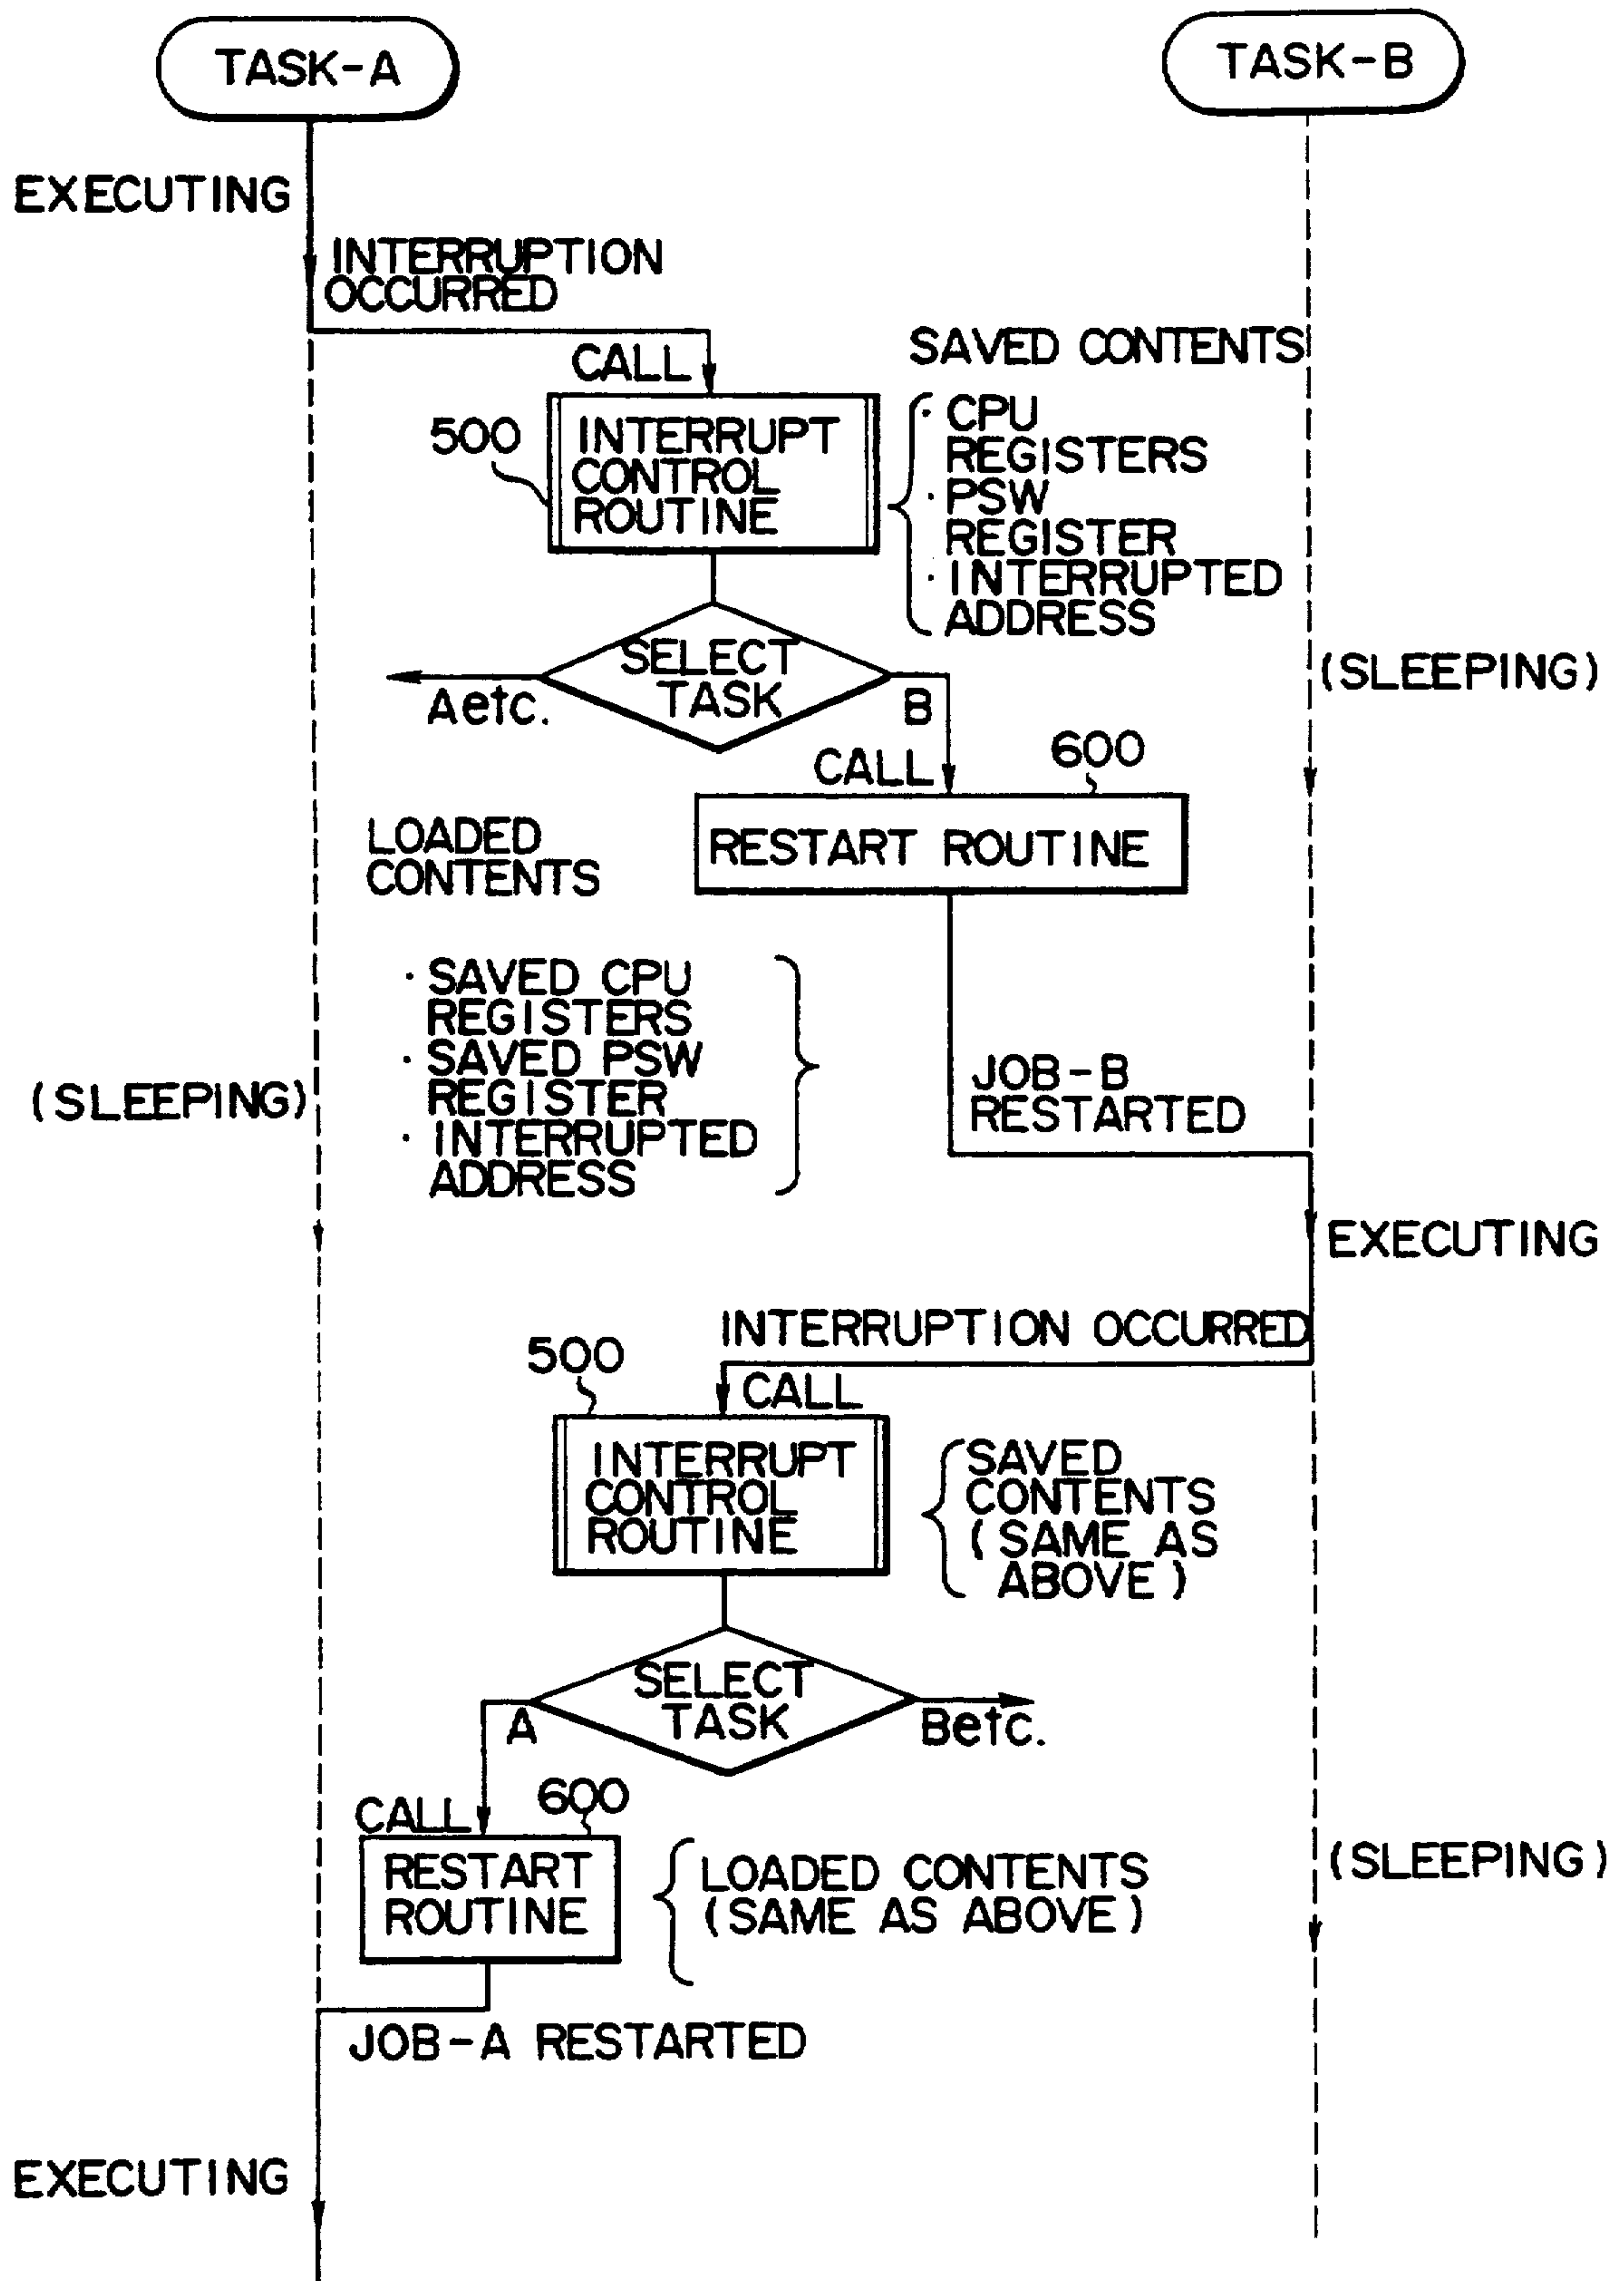 TASK-A
TASK-B
EXECUTING
INTERRUPTION
OCCURRED
CALL
SAVED CONTENTS
500
INTERRUPT
CONTROL
ROUTINE
· CPU
REGISTERS
· PSW
REGISTER
· INTERRUPTED
ADDRESS
SELECT
TASK
Aetc.
B
(SLEEPING)
CALL
600
RESTART ROUTINE
LOADED
CONTENTS
· SAVED CPU
REGISTERS
· SAVED PSW
REGISTER
· INTERRUPTED
ADDRESS
(SLEEPING)
JOB-B
RESTARTED
EXECUTING
INTERRUPTION OCCURRED
500
CALL
INTERRUPT
CONTROL
ROUTINE
SAVED
CONTENTS
(SAME AS
ABOVE)
SELECT
TASK
A
Betc.
CALL
600
RESTART
ROUTINE
LOADED CONTENTS
(SAME AS ABOVE)
(SLEEPING)
JOB-A RESTARTED
EXECUTING